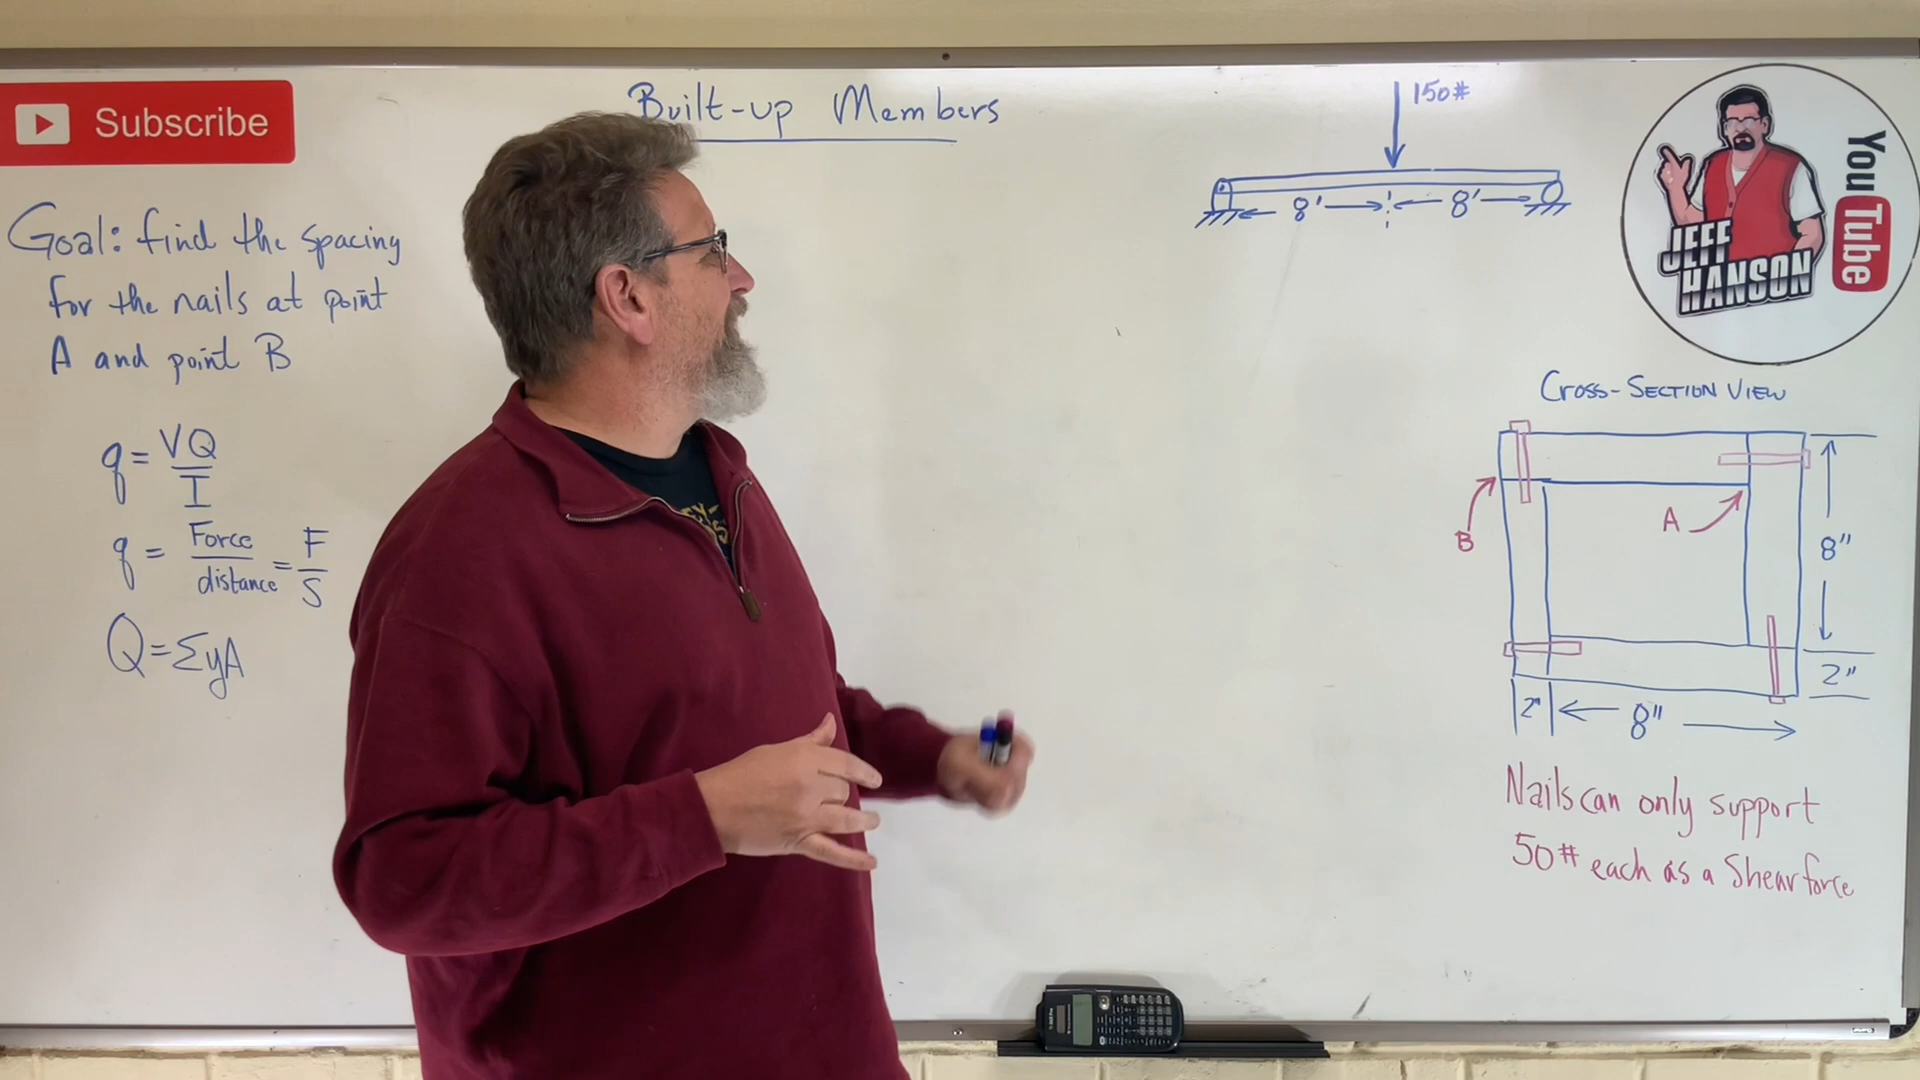 Subscribe
Built-up Members
150#
8' 8'
JEFF
HANSON
YouTube
Goal: find the spacing
for the nails at point
A and point B
q = VQ
I
q = Force = F
distance S
Q = ΣyA
Cross-Section View
B
A
8"
2"
2" 8"
Nails can only support
50# each as a Shear force